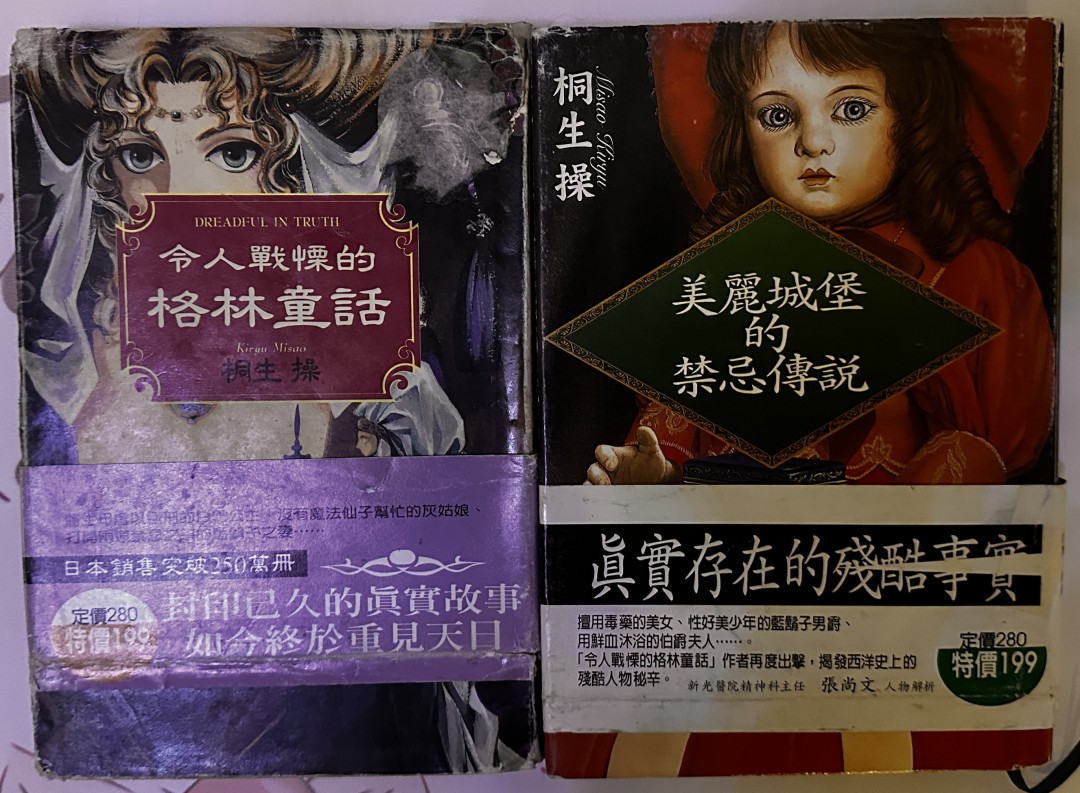 DREADFUL IN TRUTH
令人戰慄的
格林童話
Kiryu Misao
桐生 操
沒有魔法仙子幫忙的灰姑娘、
日本銷售突破250萬冊
封印已久的眞實故事
如今終於重見天日
定價280
特價199
桐生操
Misao Kiryu
美麗城堡
的
禁忌傳説
眞實存在的殘酷事實
擅用毒藥的美女、性好美少年的藍鬍子男爵、
用鮮血沐浴的伯爵夫人……。
「令人戰慄的格林童話」作者再度出擊，揭發西洋史上的
殘酷人物秘辛。
新光醫院精神科主任 張尚文 人物解析
定價280
特價199